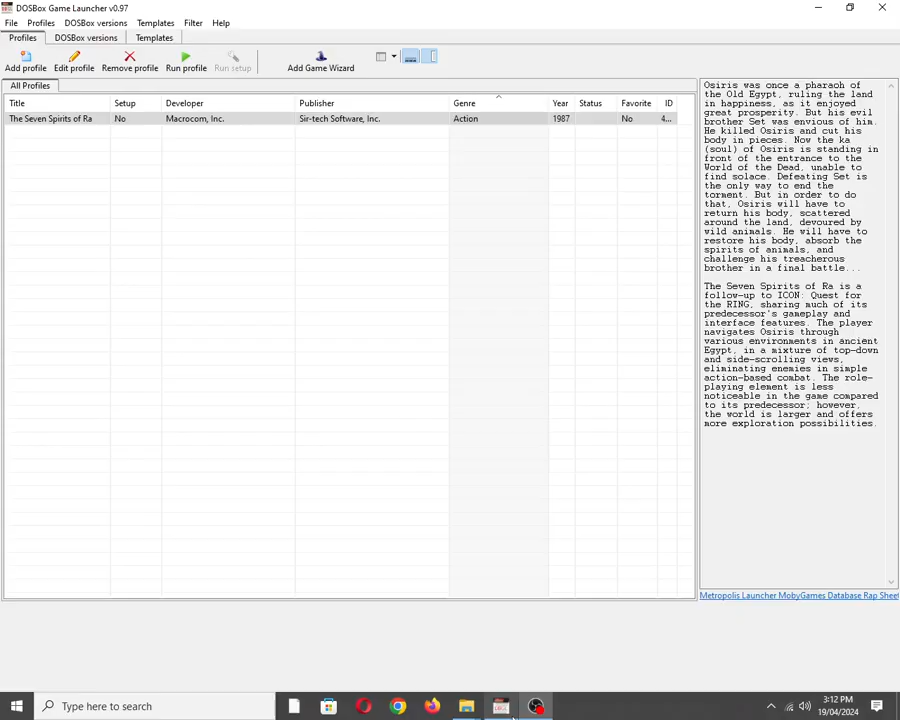 DOSBox Game Launcher v0.97
File Profiles DOSBox versions Templates Filter Help
Profiles DOSBox versions Templates
Add profile Edit profile Remove profile Run profile Run setup Add Game Wizard
All Profiles
Title Setup Developer Publisher Genre Year Status Favorite ID
The Seven Spirits of Ra No Macrocom, Inc. Sir-tech Software, Inc. Action 1987 No 4...
Osiris was once a pharaoh of
the Old Egypt, ruling the land
in happiness, as it enjoyed
great prosperity. But his evil
brother Set was envious of him.
He killed Osiris and cut his
body in pieces. Now the ka
(soul) of Osiris is standing in
front of the entrance to the
World of the Dead, unable to
find solace. Defeating Set is
the only way to end the
torment. But in order to do
that, Osiris will have to
return his body, scattered
around the land, devoured by
wild animals. He will have to
restore his body, absorb the
spirits of animals, and
challenge his treacherous
brother in a final battle...
The Seven Spirits of Ra is a
follow-up to ICON: Quest for
the RING, sharing much of its
predecessor's gameplay and
interface features. The player
navigates Osiris through
various environments in ancient
Egypt, in a mixture of top-down
and side-scrolling views,
eliminating enemies in simple
action-based combat. The role-
playing element is less
noticeable in the game compared
to its predecessor; however,
the world is larger and offers
more exploration possibilities.
Metropolis Launcher MobyGames Database Rap Sheet
Type here to search
3:12 PM
19/04/2024